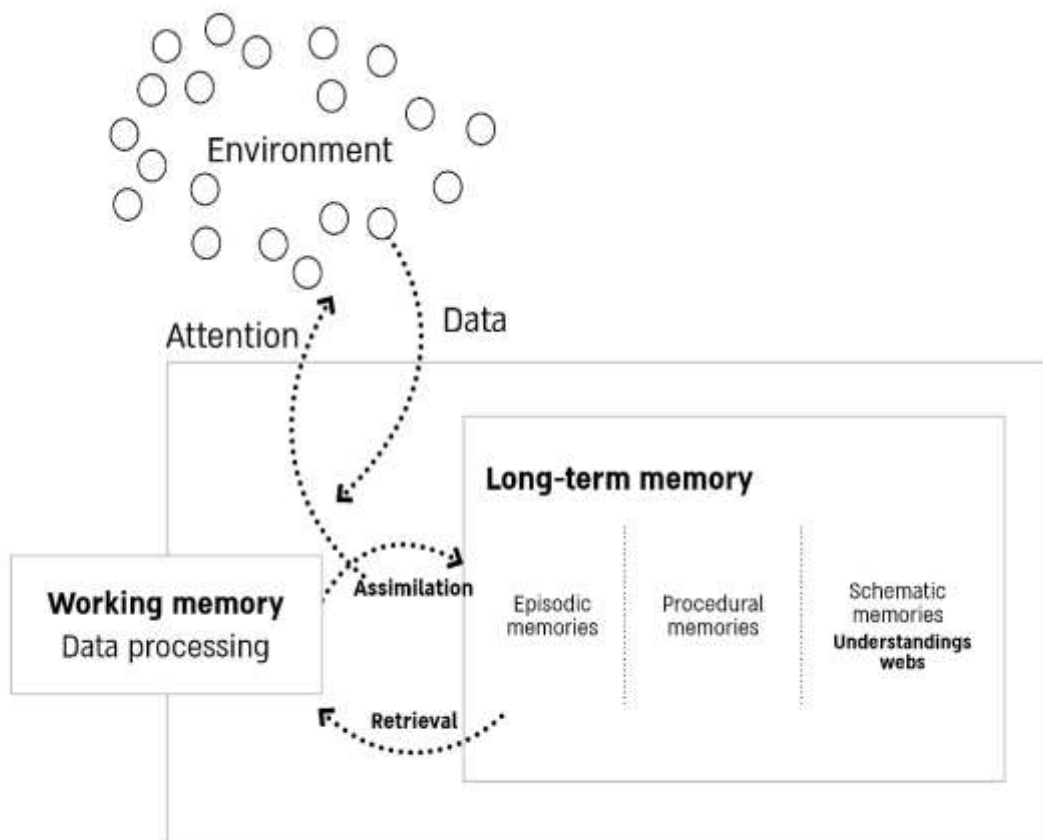 Environment
Attention
Data
Long-term memory
Working memory
Data processing
Assimilation
Episodic
memories
Procedural
memories
Schematic
memories
Understandings
webs
Retrieval